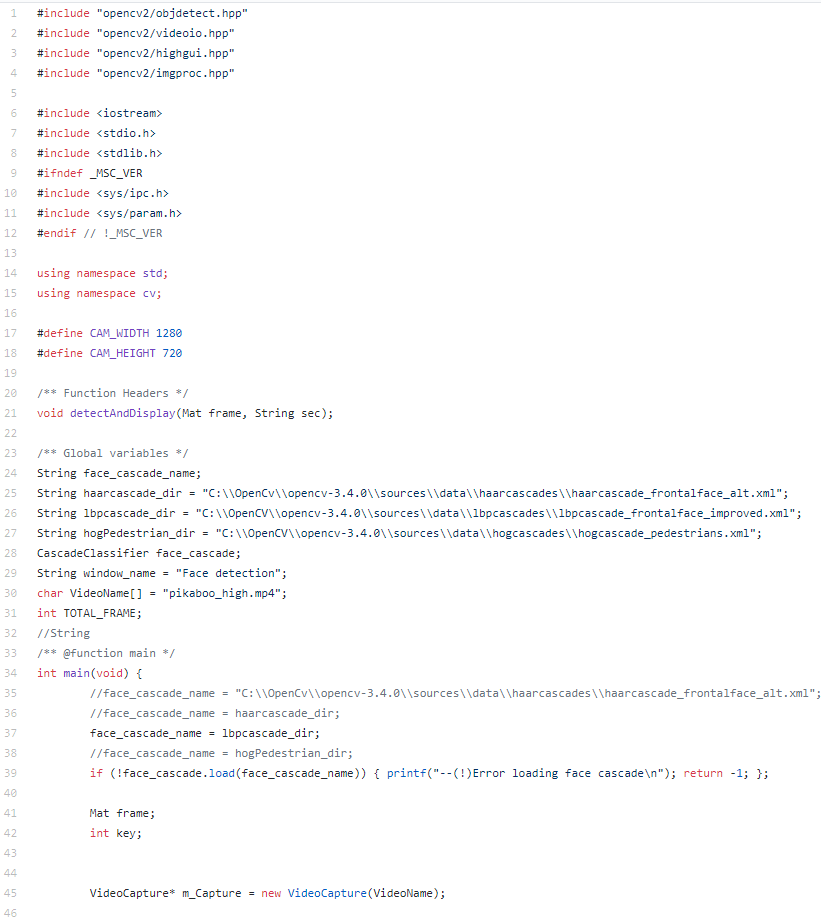 1 #include "opencv2/objdetect.hpp"
2 #include "opencv2/videoio.hpp"
3 #include "opencv2/highgui.hpp"
4 #include "opencv2/imgproc.hpp"
5
6 #include <iostream>
7 #include <stdio.h>
8 #include <stdlib.h>
9 #ifndef _MSC_VER
10 #include <sys/ipc.h>
11 #include <sys/param.h>
12 #endif // !_MSC_VER
13
14 using namespace std;
15 using namespace cv;
16
17 #define CAM_WIDTH 1280
18 #define CAM_HEIGHT 720
19
20 /** Function Headers */
21 void detectAndDisplay(Mat frame, String sec);
22
23 /** Global variables */
24 String face_cascade_name;
25 String haarcascade_dir = "C:\\OpenCv\\opencv-3.4.0\\sources\\data\\haarcascades\\haarcascade_frontalface_alt.xml";
26 String lbpcascade_dir = "C:\\OpenCV\\opencv-3.4.0\\sources\\data\\lbpcascades\\lbpcascade_frontalface_improved.xml";
27 String hogPedestrian_dir = "C:\\OpenCV\\opencv-3.4.0\\sources\\data\\hogcascades\\hogcascade_pedestrians.xml";
28 CascadeClassifier face_cascade;
29 String window_name = "Face detection";
30 char VideoName[] = "pikaboo_high.mp4";
31 int TOTAL_FRAME;
32 //String
33 /** @function main */
34 int main(void) {
35 //face_cascade_name = "C:\\OpenCv\\opencv-3.4.0\\sources\\data\\haarcascades\\haarcascade_frontalface_alt.xml";
36 //face_cascade_name = haarcascade_dir;
37 face_cascade_name = lbpcascade_dir;
38 //face_cascade_name = hogPedestrian_dir;
39 if (!face_cascade.load(face_cascade_name)) { printf("--(!)Error loading face cascade\n"); return -1; };
40
41 Mat frame;
42 int key;
43
44
45 VideoCapture* m_Capture = new VideoCapture(VideoName);
46